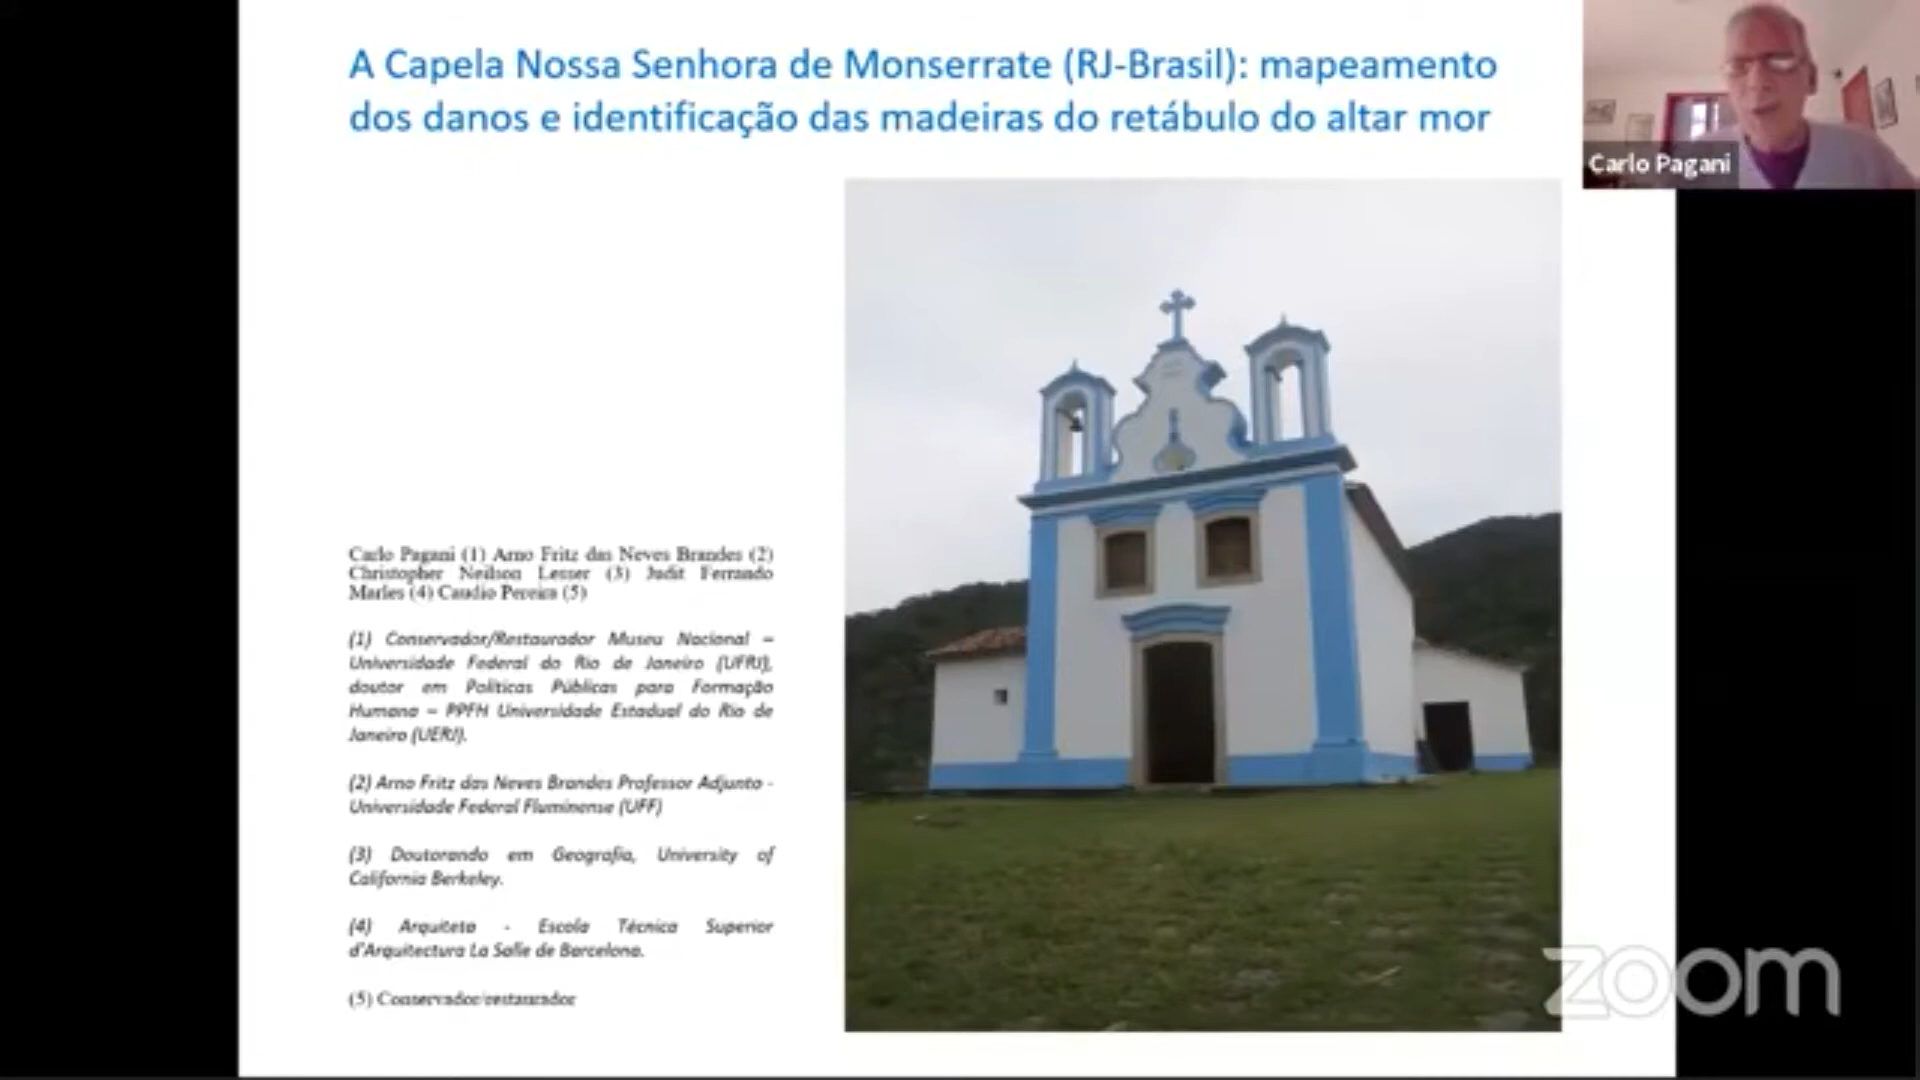 A Capela Nossa Senhora de Monserrate (RJ-Brasil): mapeamento
dos danos e identificação das madeiras do retábulo do altar mor
Carlo Pagani
Carlo Pagani (1) Arno Fritz das Neves Brandes (2)
Christopher Neilson Lesser (3) Judit Ferrando
Marles (4) Caudio Pereira (5)
(1) Conservador/Restaurador Museu Nacional –
Universidade Federal do Rio de Janeiro (UFRJ),
doutor em Políticas Públicas para Formação
Humana – PPFH Universidade Estadual do Rio de
Janeiro (UERJ).
(2) Arno Fritz das Neves Brandes Professor Adjunto -
Universidade Federal Fluminense (UFF)
(3) Doutorando em Geografia, University of
California Berkeley.
(4) Arquiteta - Escola Técnica Superior
d'Arquitectura La Salle de Barcelona.
(5) Conservador/restaurador
zoom